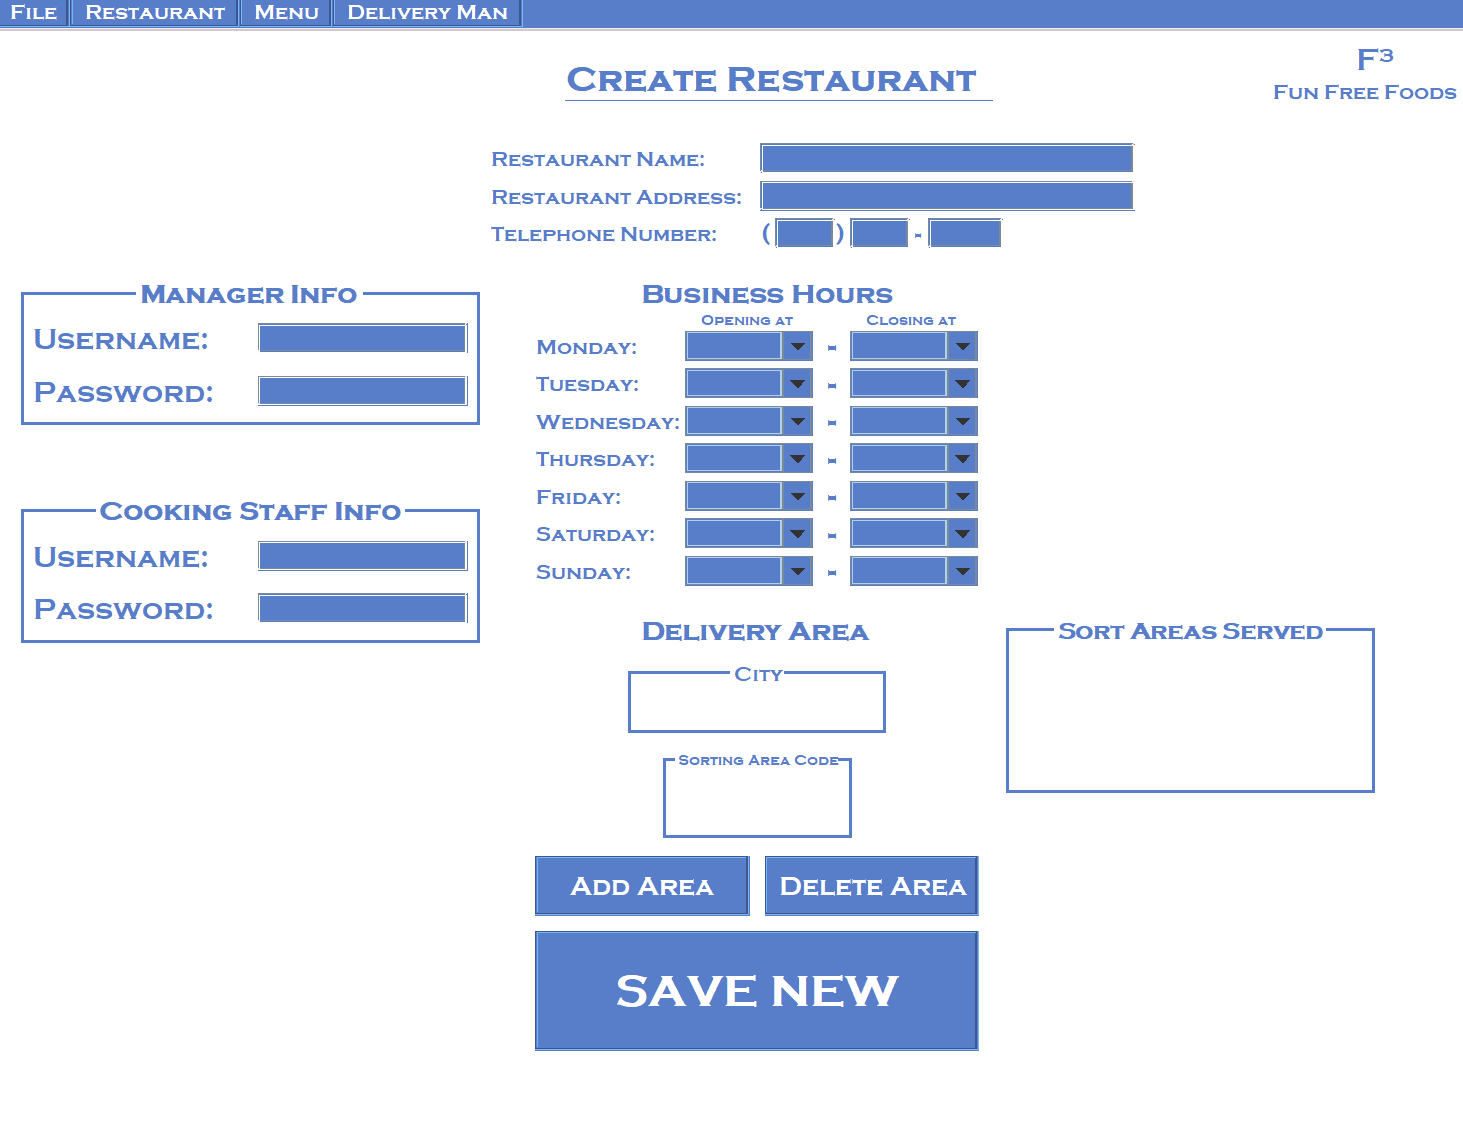 File Restaurant Menu Delivery Man
F³
Fun Free Foods
Create Restaurant
Restaurant Name:
Restaurant Address:
Telephone Number: ( ) -
Manager Info
Username:
Password:
Cooking Staff Info
Username:
Password:
Business Hours
Opening at Closing at
Monday: -
Tuesday: -
Wednesday: -
Thursday: -
Friday: -
Saturday: -
Sunday: -
Delivery Area
City
Sorting Area Code
Sort Areas Served
Add Area Delete Area
SAVE NEW